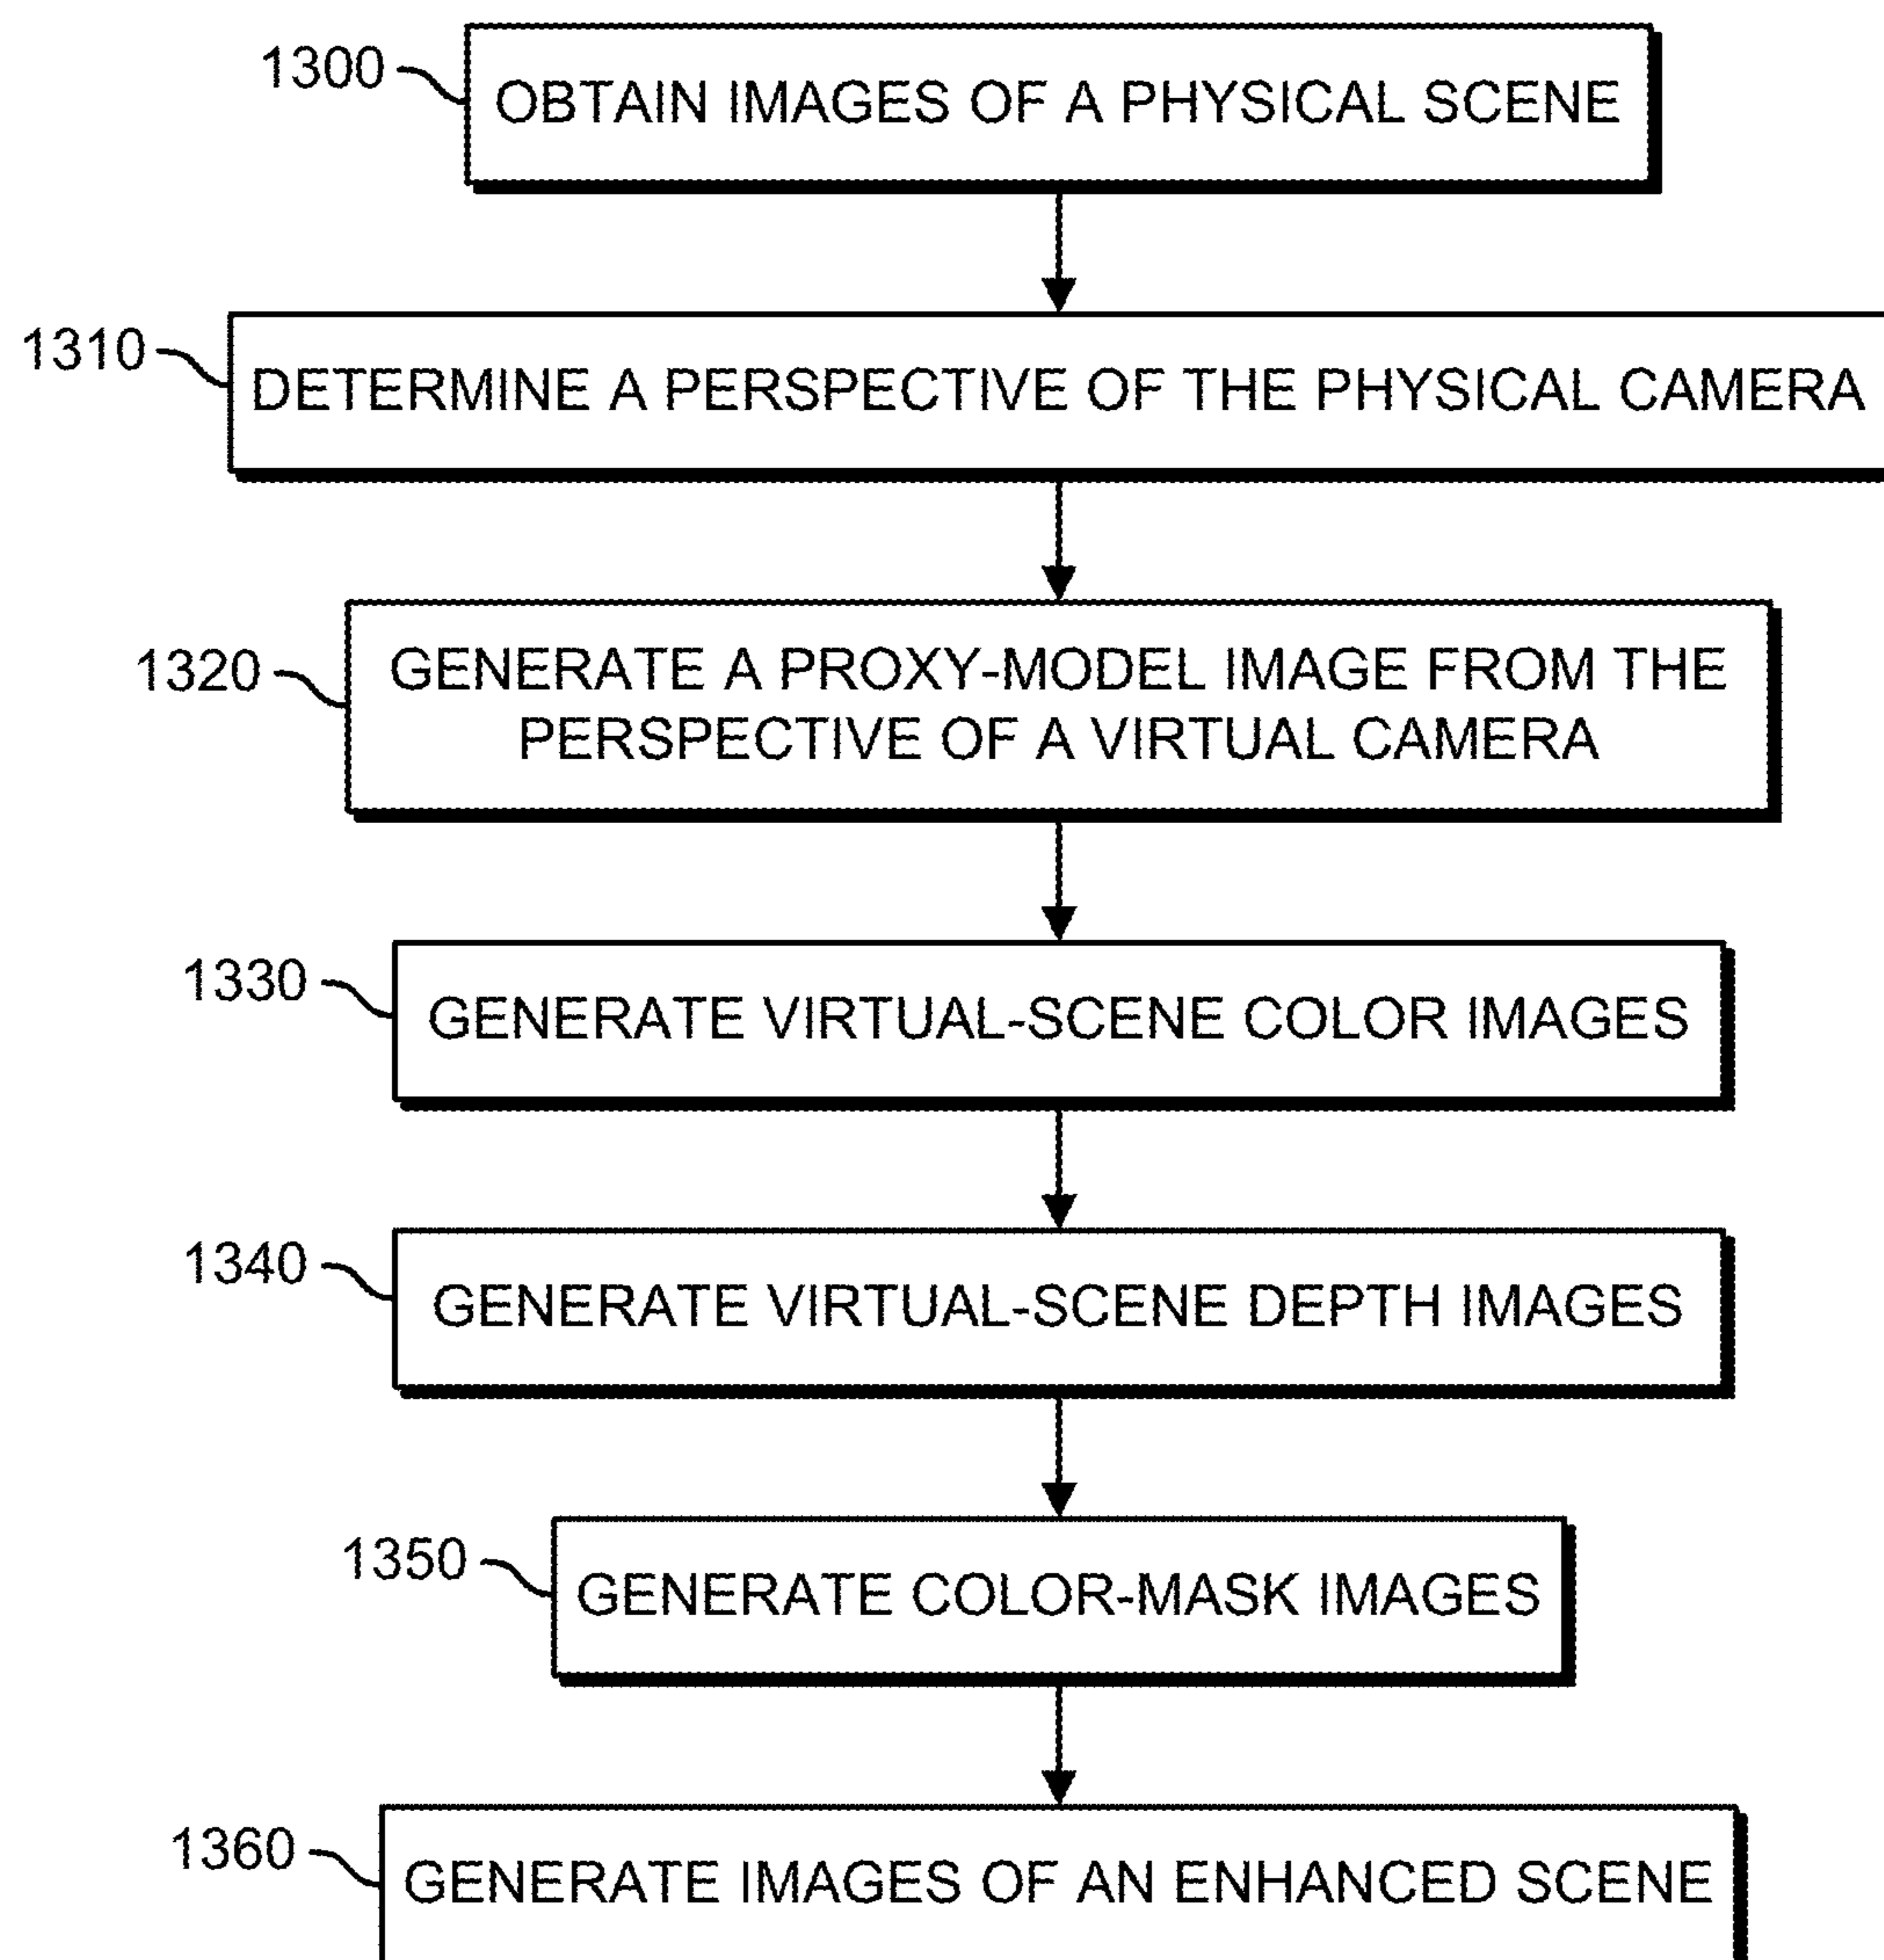 1300
OBTAIN IMAGES OF A PHYSICAL SCENE
1310
DETERMINE A PERSPECTIVE OF THE PHYSICAL CAMERA
1320
GENERATE A PROXY-MODEL IMAGE FROM THE
PERSPECTIVE OF A VIRTUAL CAMERA
1330
GENERATE VIRTUAL-SCENE COLOR IMAGES
1340
GENERATE VIRTUAL-SCENE DEPTH IMAGES
1350
GENERATE COLOR-MASK IMAGES
1360
GENERATE IMAGES OF AN ENHANCED SCENE